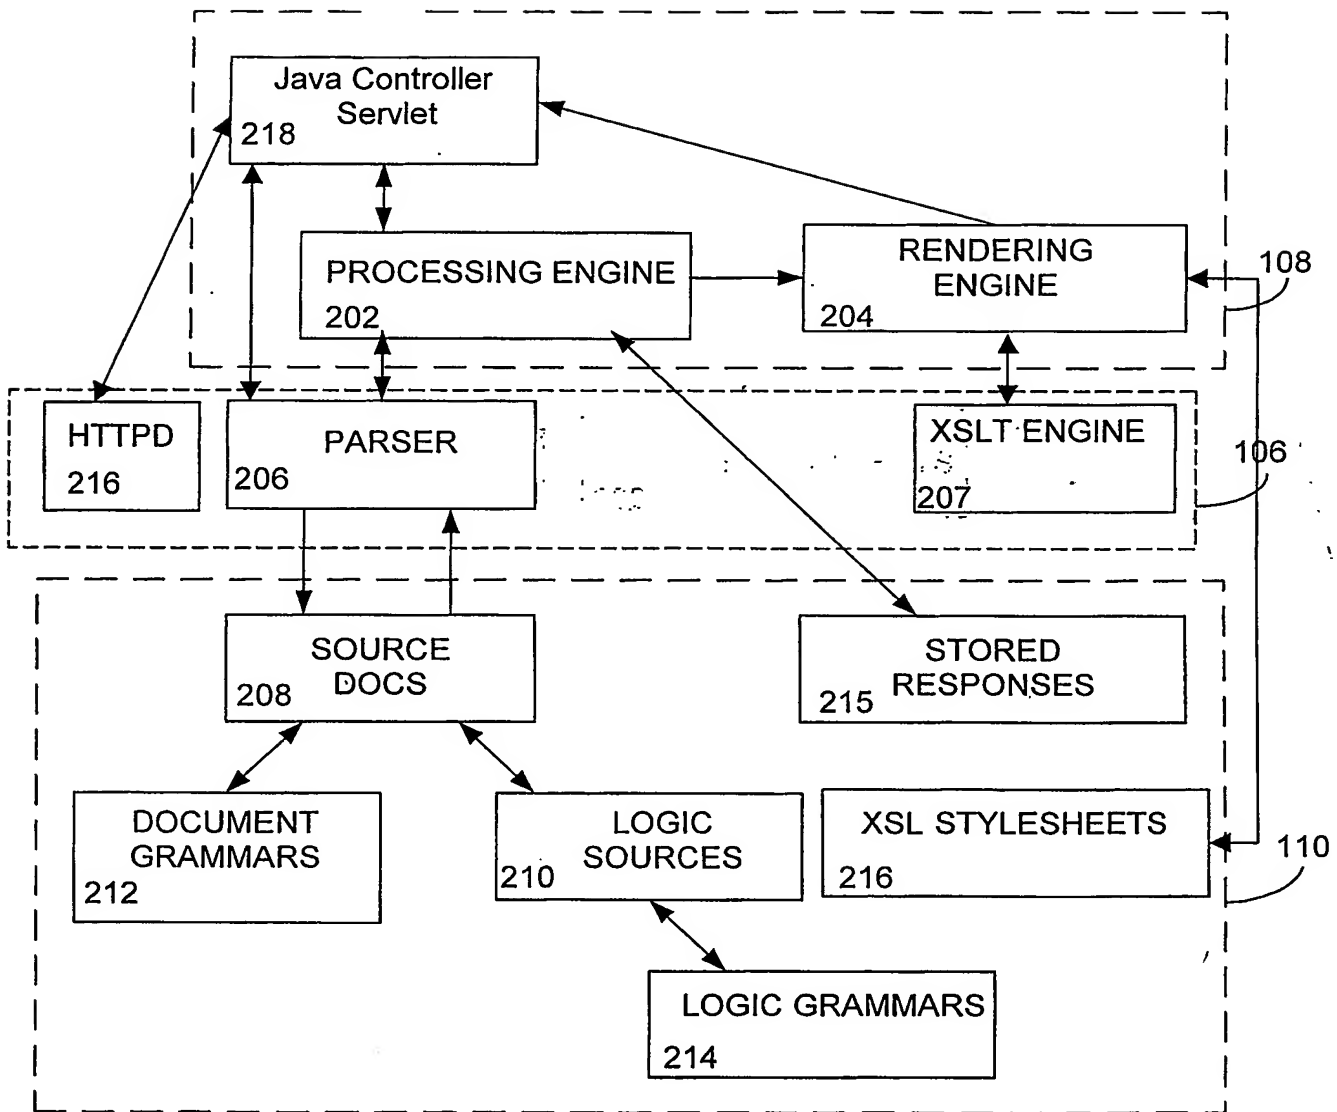 Java Controller
Servlet
218
PROCESSING ENGINE
202
RENDERING
ENGINE
204
108
HTTPD
216
PARSER
206
XSLT ENGINE
207
106
SOURCE
DOCS
208
STORED
RESPONSES
215
DOCUMENT
GRAMMARS
212
LOGIC
SOURCES
210
XSL STYLESHEETS
216
110
LOGIC GRAMMARS
214